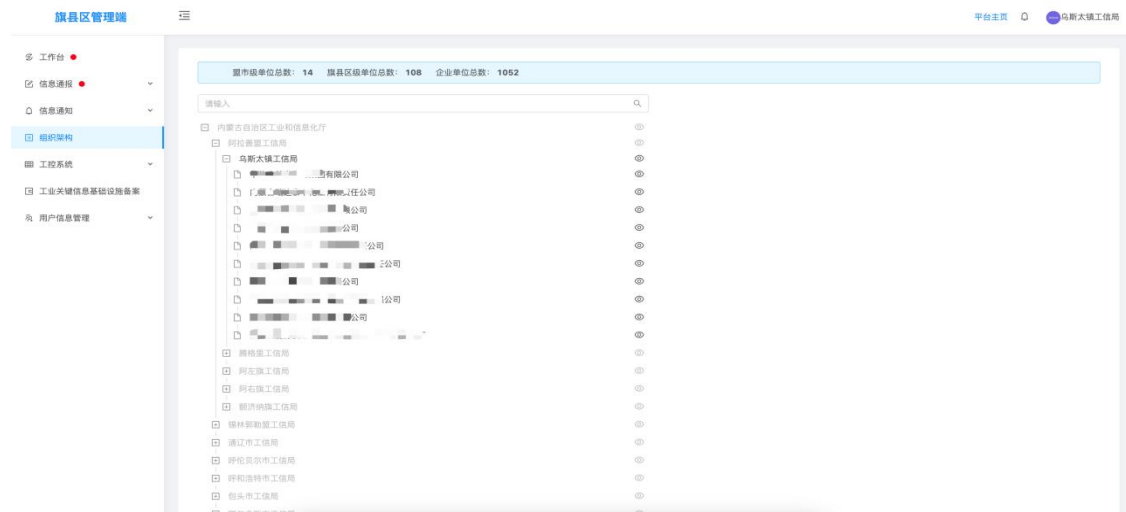 旗县区管理端
平台主页 乌斯太镇工信局
工作台
信息通报
信息通知
组织架构
工控系统
工业关键信息基础设施备案
用户信息管理
盟市级单位总数: 14 旗县区级单位总数: 108 企业单位总数: 1052
请输入
内蒙古自治区工业和信息化厅
阿拉善盟工信局
乌斯太镇工信局
有限公司
任公司
公司
公司
公司
公司
公司
公司
公司
腾格里工信局
阿左旗工信局
阿右旗工信局
额济纳旗工信局
锡林郭勒盟工信局
通辽市工信局
呼伦贝尔市工信局
呼和浩特市工信局
包头市工信局